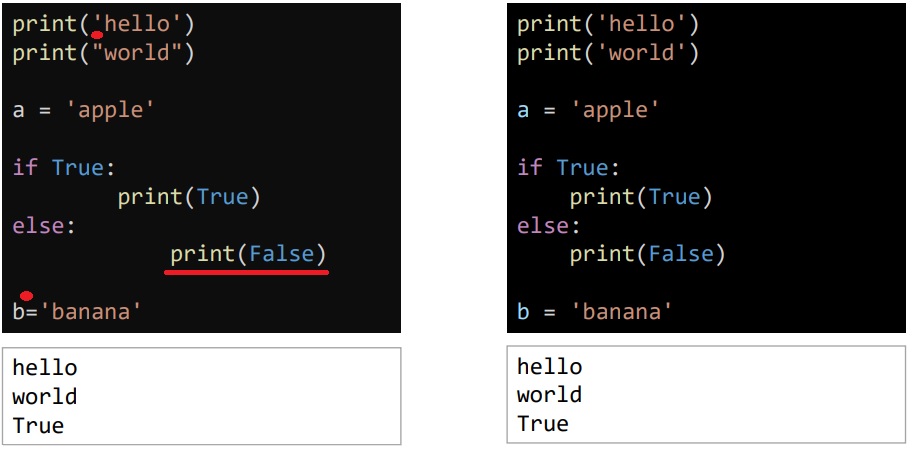 print('hello')
print("world")
a = 'apple'
if True:
        print(True)
else:
            print(False)
b='banana'
hello
world
True
print('hello')
print('world')
a = 'apple'
if True:
    print(True)
else:
    print(False)
b = 'banana'
hello
world
True